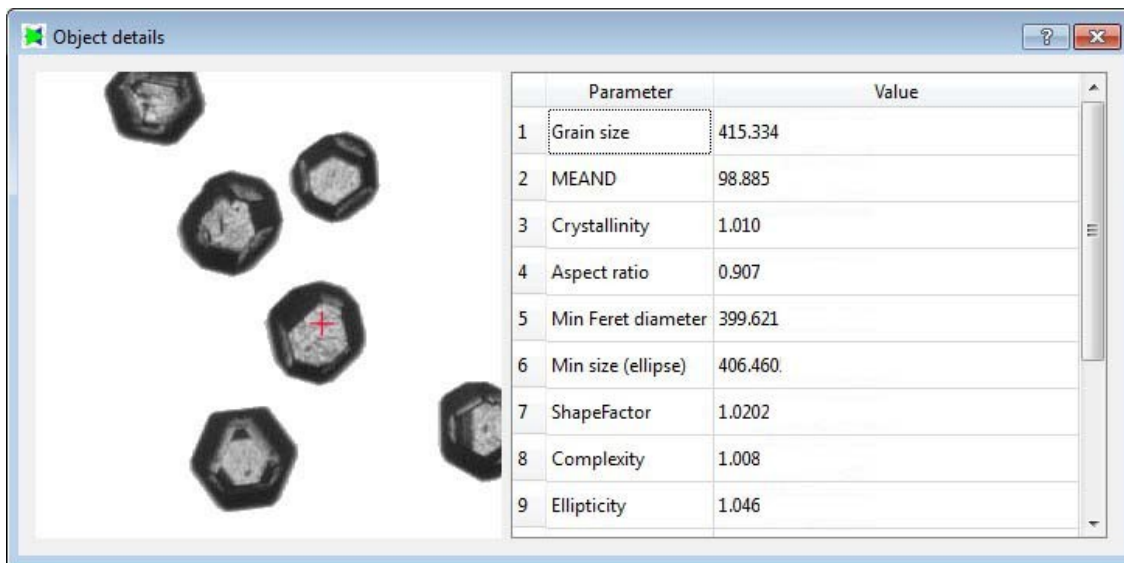 Object details
Parameter Value
1 Grain size 415.334
2 MEAND 98.885
3 Crystallinity 1.010
4 Aspect ratio 0.907
5 Min Feret diameter 399.621
6 Min size (ellipse) 406.460
7 ShapeFactor 1.0202
8 Complexity 1.008
9 Ellipticity 1.046